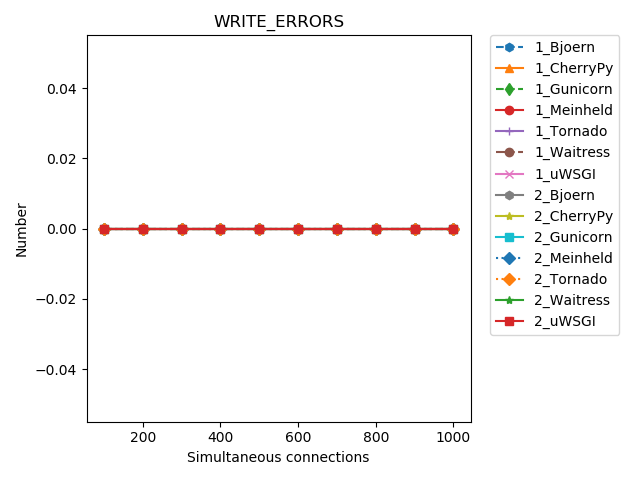 WRITE_ERRORS
Number
0.04
0.02
0.00
−0.02
−0.04
200 400 600 800 1000
Simultaneous connections
1_Bjoern
1_CherryPy
1_Gunicorn
1_Meinheld
1_Tornado
1_Waitress
1_uWSGI
2_Bjoern
2_CherryPy
2_Gunicorn
2_Meinheld
2_Tornado
2_Waitress
2_uWSGI